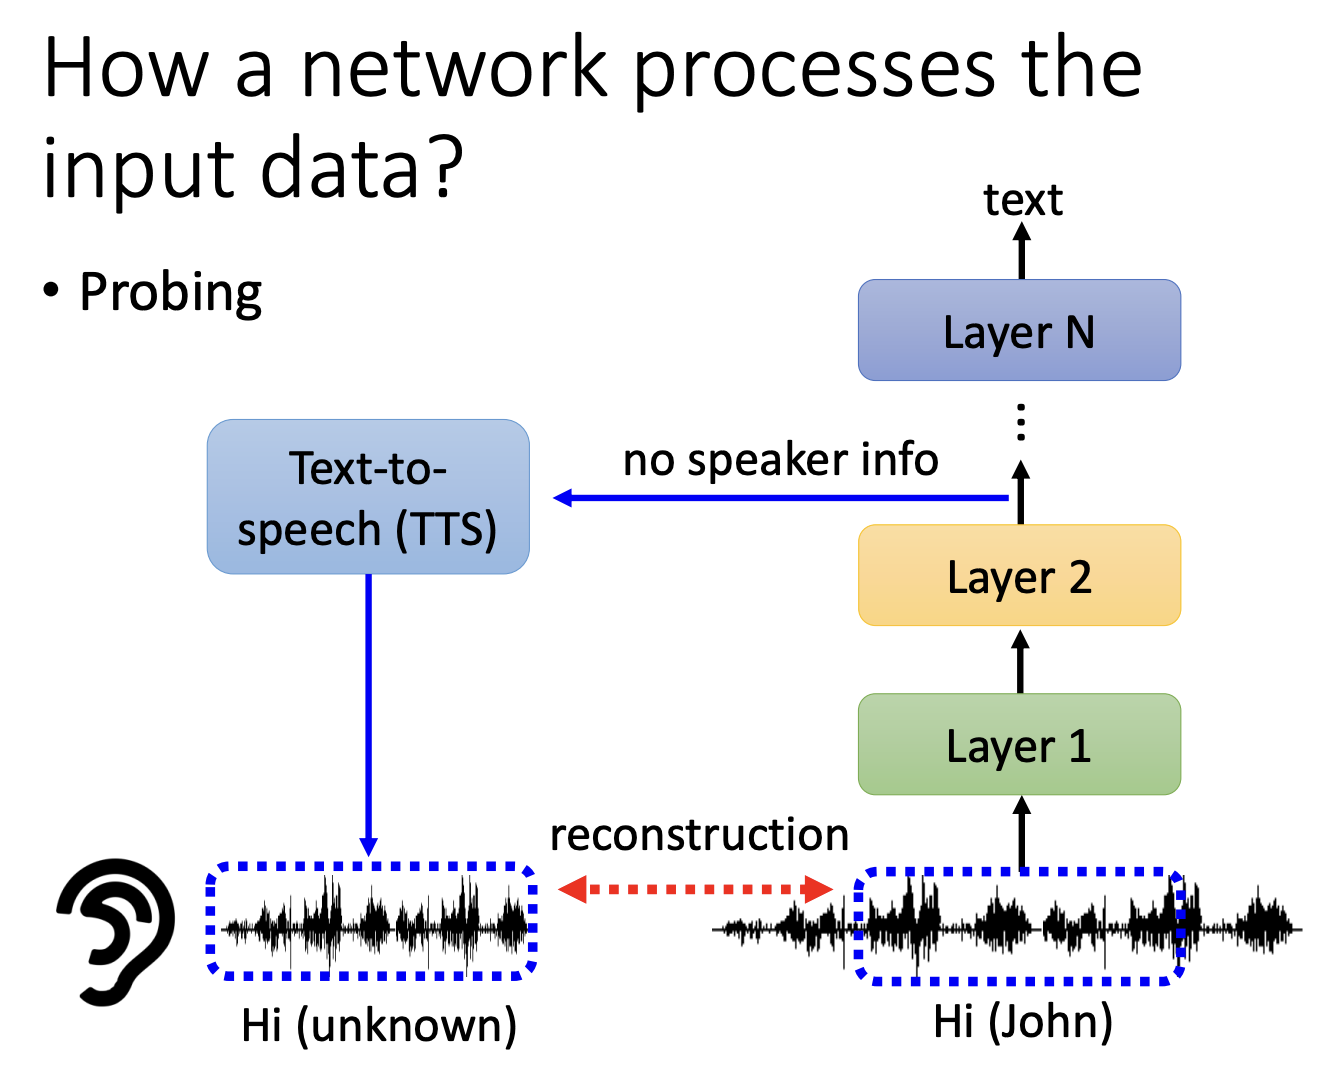 How a network processes the
input data?
• Probing
text
Layer N
⋮
no speaker info
Text-to-
speech (TTS)
Layer 2
Layer 1
reconstruction
Hi (unknown)
Hi (John)